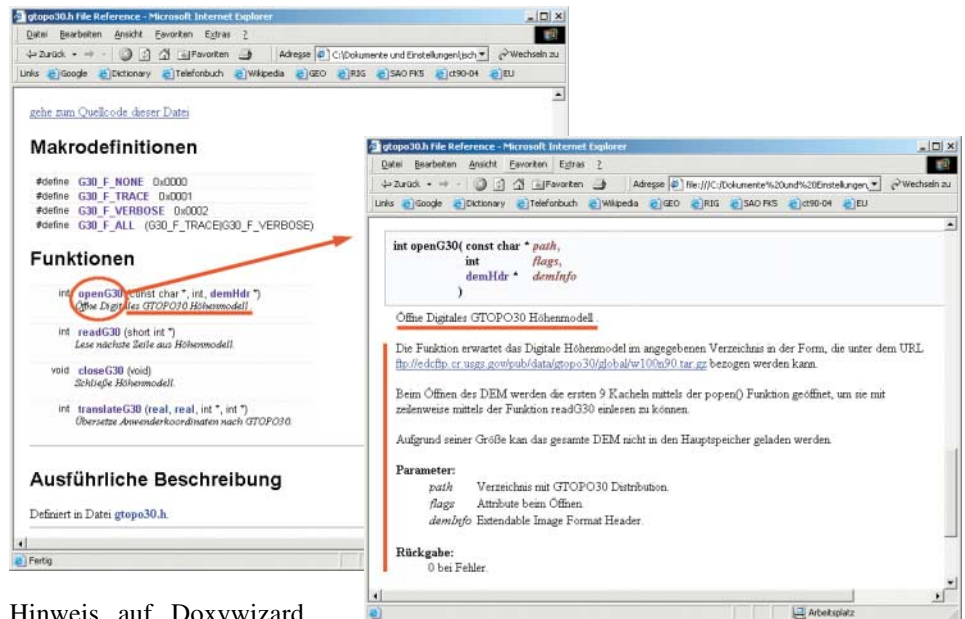 gtopo30.h File Reference - Microsoft Internet Explorer
Datei Bearbeiten Ansicht Favoriten Extras ?
Zurück Favoriten Adresse C:\Dokumente und Einstellungen\jsch Wechseln zu
Links Google Dictionary Telefonbuch Wikipedia GEO RIG SAO FKS ct90-04 EU
gehe zum Quellcode dieser Datei
Makrodefinitionen
#define G30_F_NONE 0x0000
#define G30_F_TRACE 0x0001
#define G30_F_VERBOSE 0x0002
#define G30_F_ALL (G30_F_TRACE|G30_F_VERBOSE)
Funktionen
int openG30 (const char *, int, demHdr *)
Öffne Digitales GTOPO30 Höhenmodell.
int readG30 (short int *)
Lese nächste Zeile aus Höhenmodell.
void closeG30 (void)
Schließe Höhenmodell.
int translateG30 (real, real, int *, int *)
Übersetze Anwenderkoordinaten nach GTOPO30.
Ausführliche Beschreibung
Definiert in Datei gtopo30.h.
Fertig
gtopo30.h File Reference - Microsoft Internet Explorer
Datei Bearbeiten Ansicht Favoriten Extras ?
Zurück Favoriten Adresse file:///C:/Dokumente%20und%20Einstellungen, Wechseln zu
Links Google Dictionary Telefonbuch Wikipedia GEO RIG SAO FKS ct90-04 EU
int openG30( const char * path,
int flags,
demHdr * demInfo
)
Öffne Digitales GTOPO30 Höhenmodell .
Die Funktion erwartet das Digitale Höhenmodel im angegebenen Verzeichnis in der Form, die unter dem URL
ftp://edcftp.cr.usgs.gov/pub/data/gtopo30/global/w100n90.tar.gz bezogen werden kann.
Beim Öffnen des DEM werden die ersten 9 Kacheln mittels der popen() Funktion geöffnet, um sie mit
zeilenweise mittels der Funktion readG30 einlesen zu können.
Aufgrund seiner Größe kan das gesamte DEM nicht in den Hauptspeicher geladen werden.
Parameter:
path Verzeichnis mit GTOPO30 Distribution.
flags Attribute beim Öffnen.
demInfo Extendable Image Format Header.
Rückgabe:
0 bei Fehler.
Arbeitsplatz
Hinweis auf Doxywizard